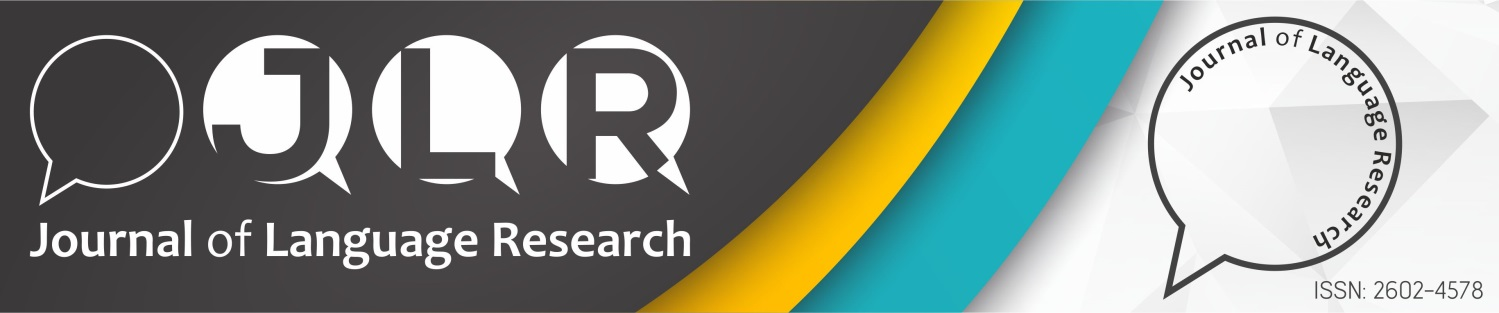 JLR
Journal of Language Research
Journal of Language Research
ISSN: 2602-4578